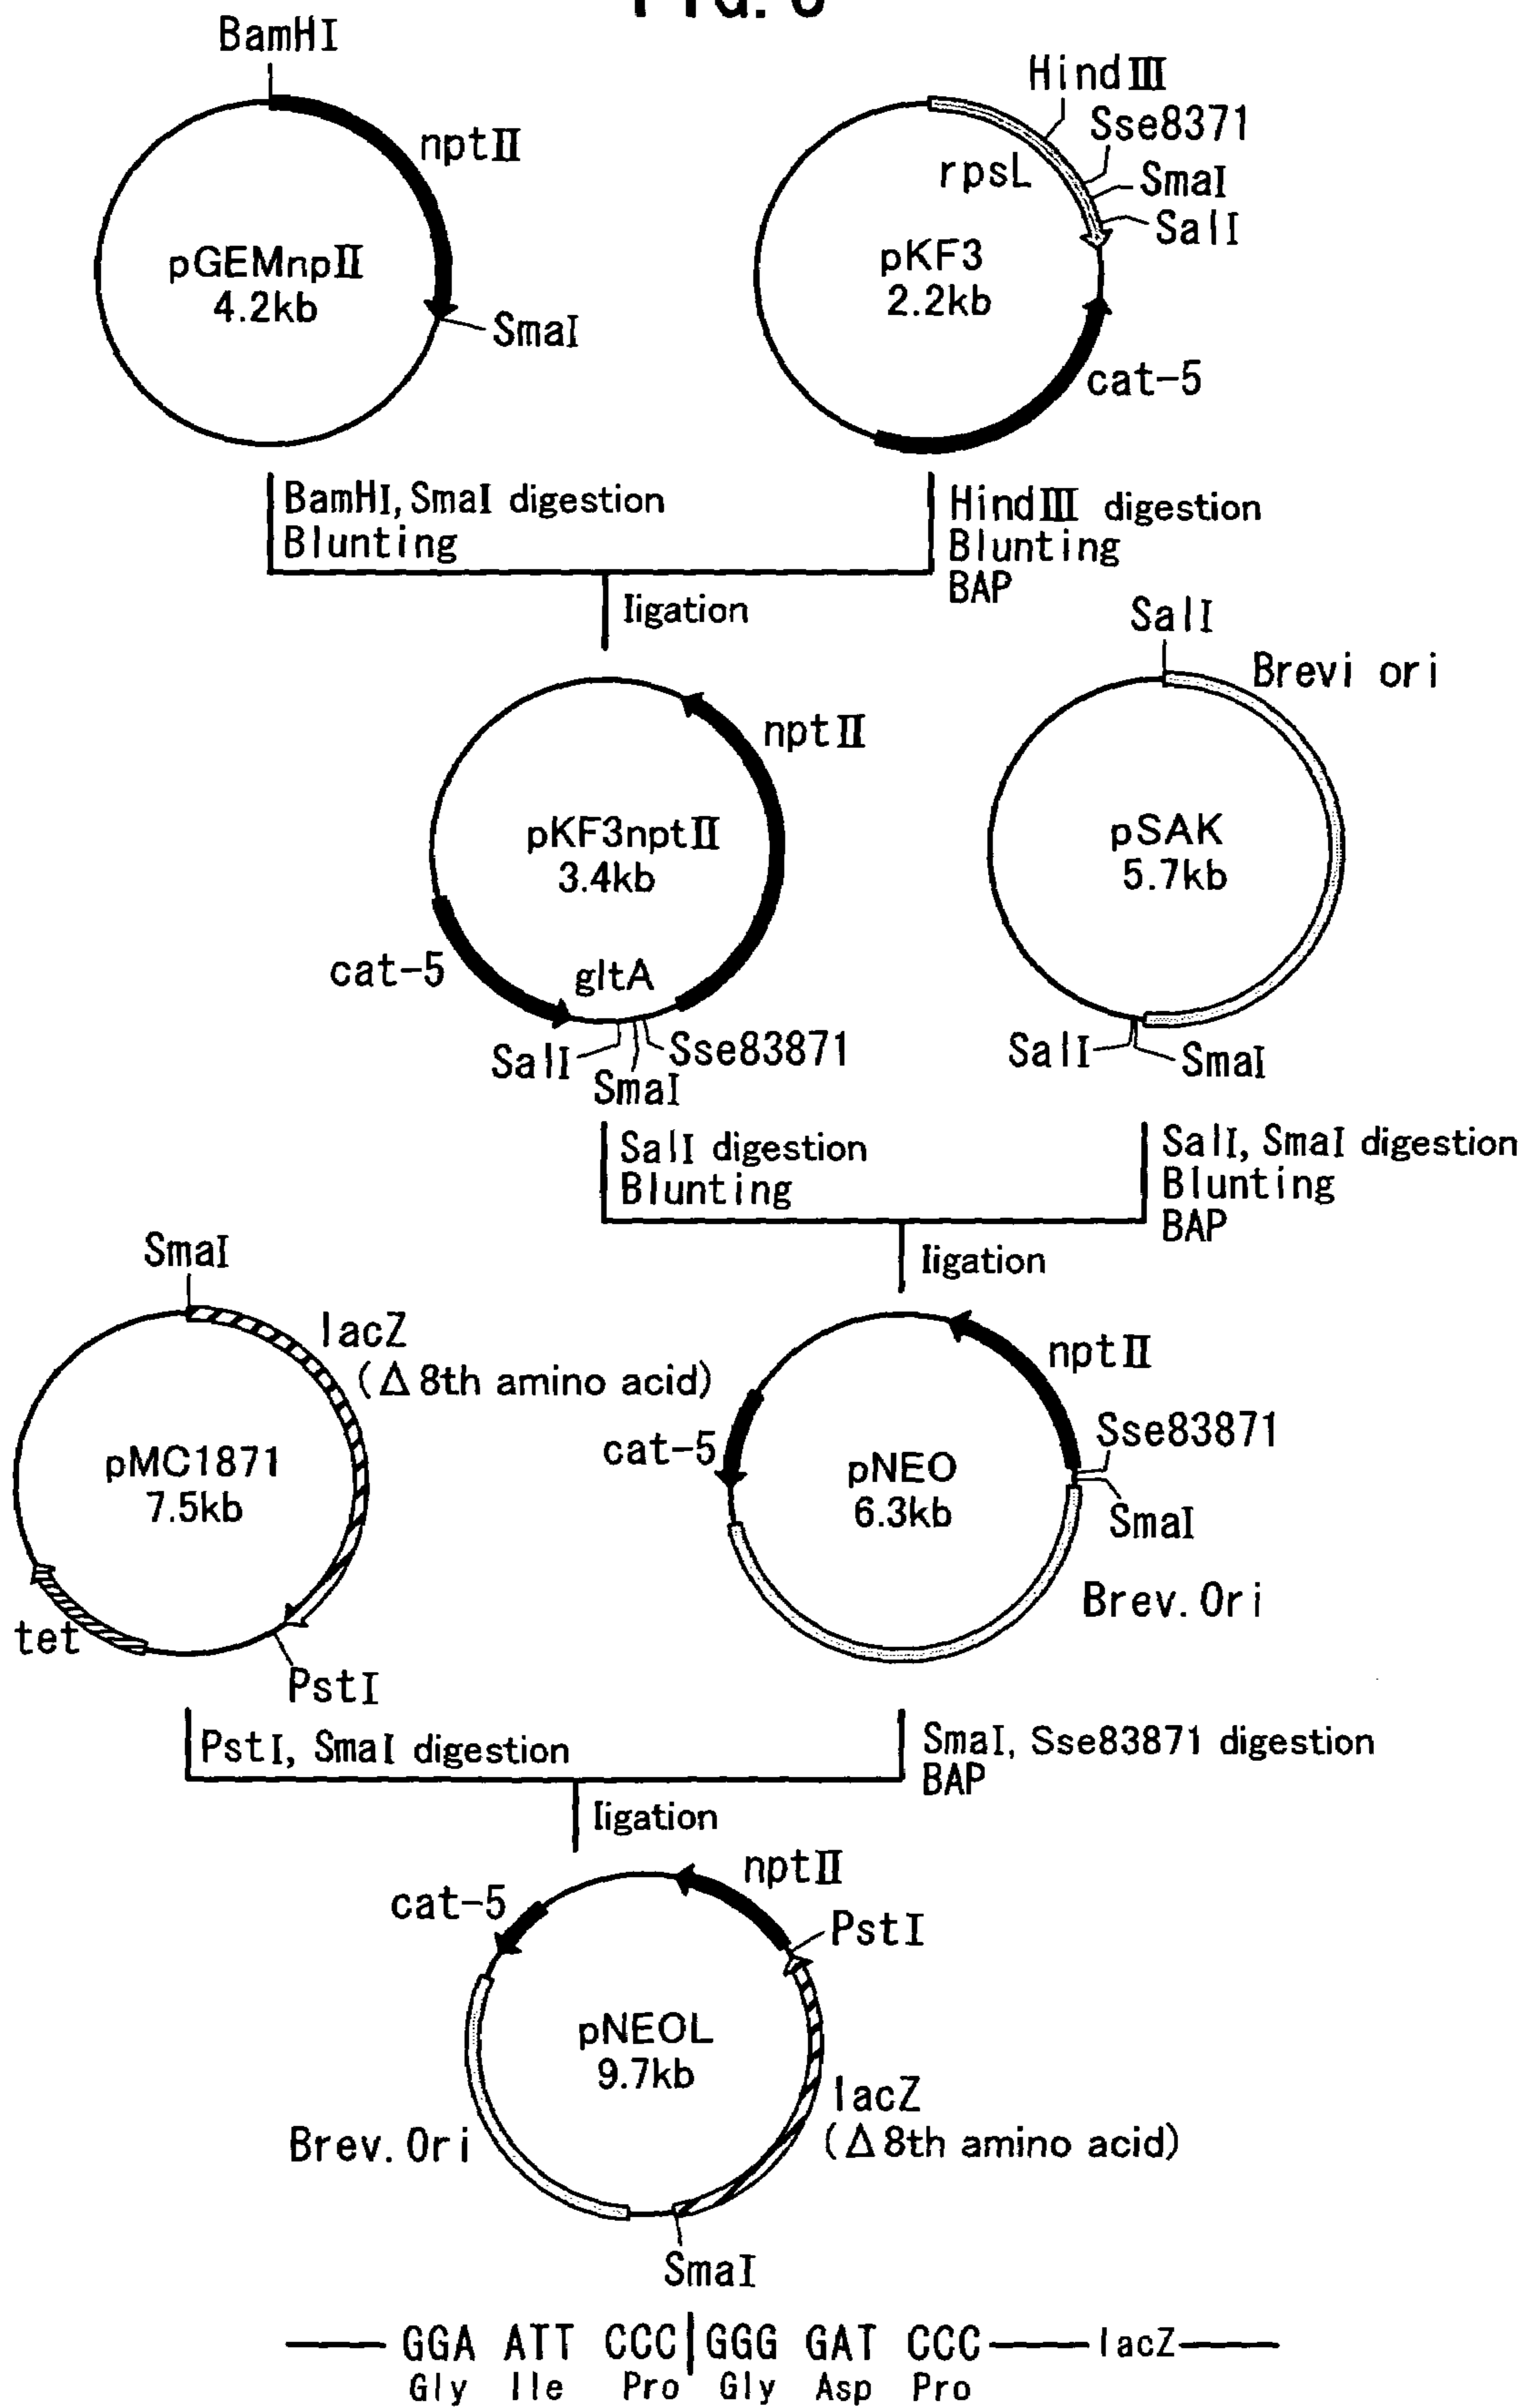 BamHI
nptⅡ
pGEMnpⅡ
4.2kb
SmaI
HindⅢ
Sse8371
SmaI
SalI
rpsL
pKF3
2.2kb
cat-5
BamHI, SmaI digestion
Blunting
HindⅢ digestion
Blunting
BAP
ligation
nptⅡ
pKF3nptⅡ
3.4kb
cat-5
gltA
SalI
SmaI
Sse83871
SalI
Brevi ori
pSAK
5.7kb
SalI
SmaI
SalI digestion
Blunting
SalI, SmaI digestion
Blunting
BAP
ligation
SmaI
lacZ
(Δ8th amino acid)
pMC1871
7.5kb
tet
PstI
nptⅡ
cat-5
pNEO
6.3kb
Sse83871
SmaI
Brev. Ori
PstI, SmaI digestion
SmaI, Sse83871 digestion
BAP
ligation
nptⅡ
cat-5
PstI
pNEOL
9.7kb
lacZ
(Δ8th amino acid)
Brev. Ori
SmaI
GGA ATT CCC|GGG GAT CCC lacZ
Gly Ile Pro Gly Asp Pro